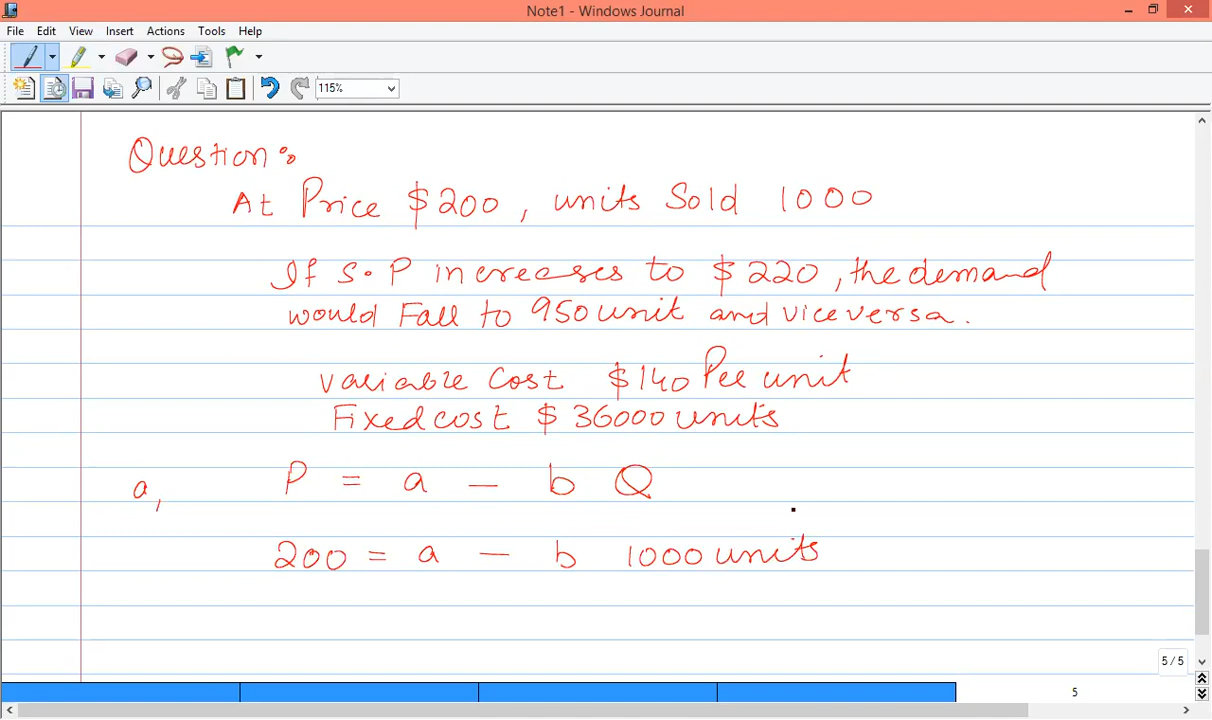 Note1 - Windows Journal
File Edit View Insert Actions Tools Help
115%
Question:
At Price $200, units Sold 1000
If S.P increases to $220, the demand
would Fall to 950 unit and vice versa.
variable Cost $140 Per unit
Fixed cost $36000 units
a, P = a - b Q
200 = a - b 1000 units
5 / 5
5